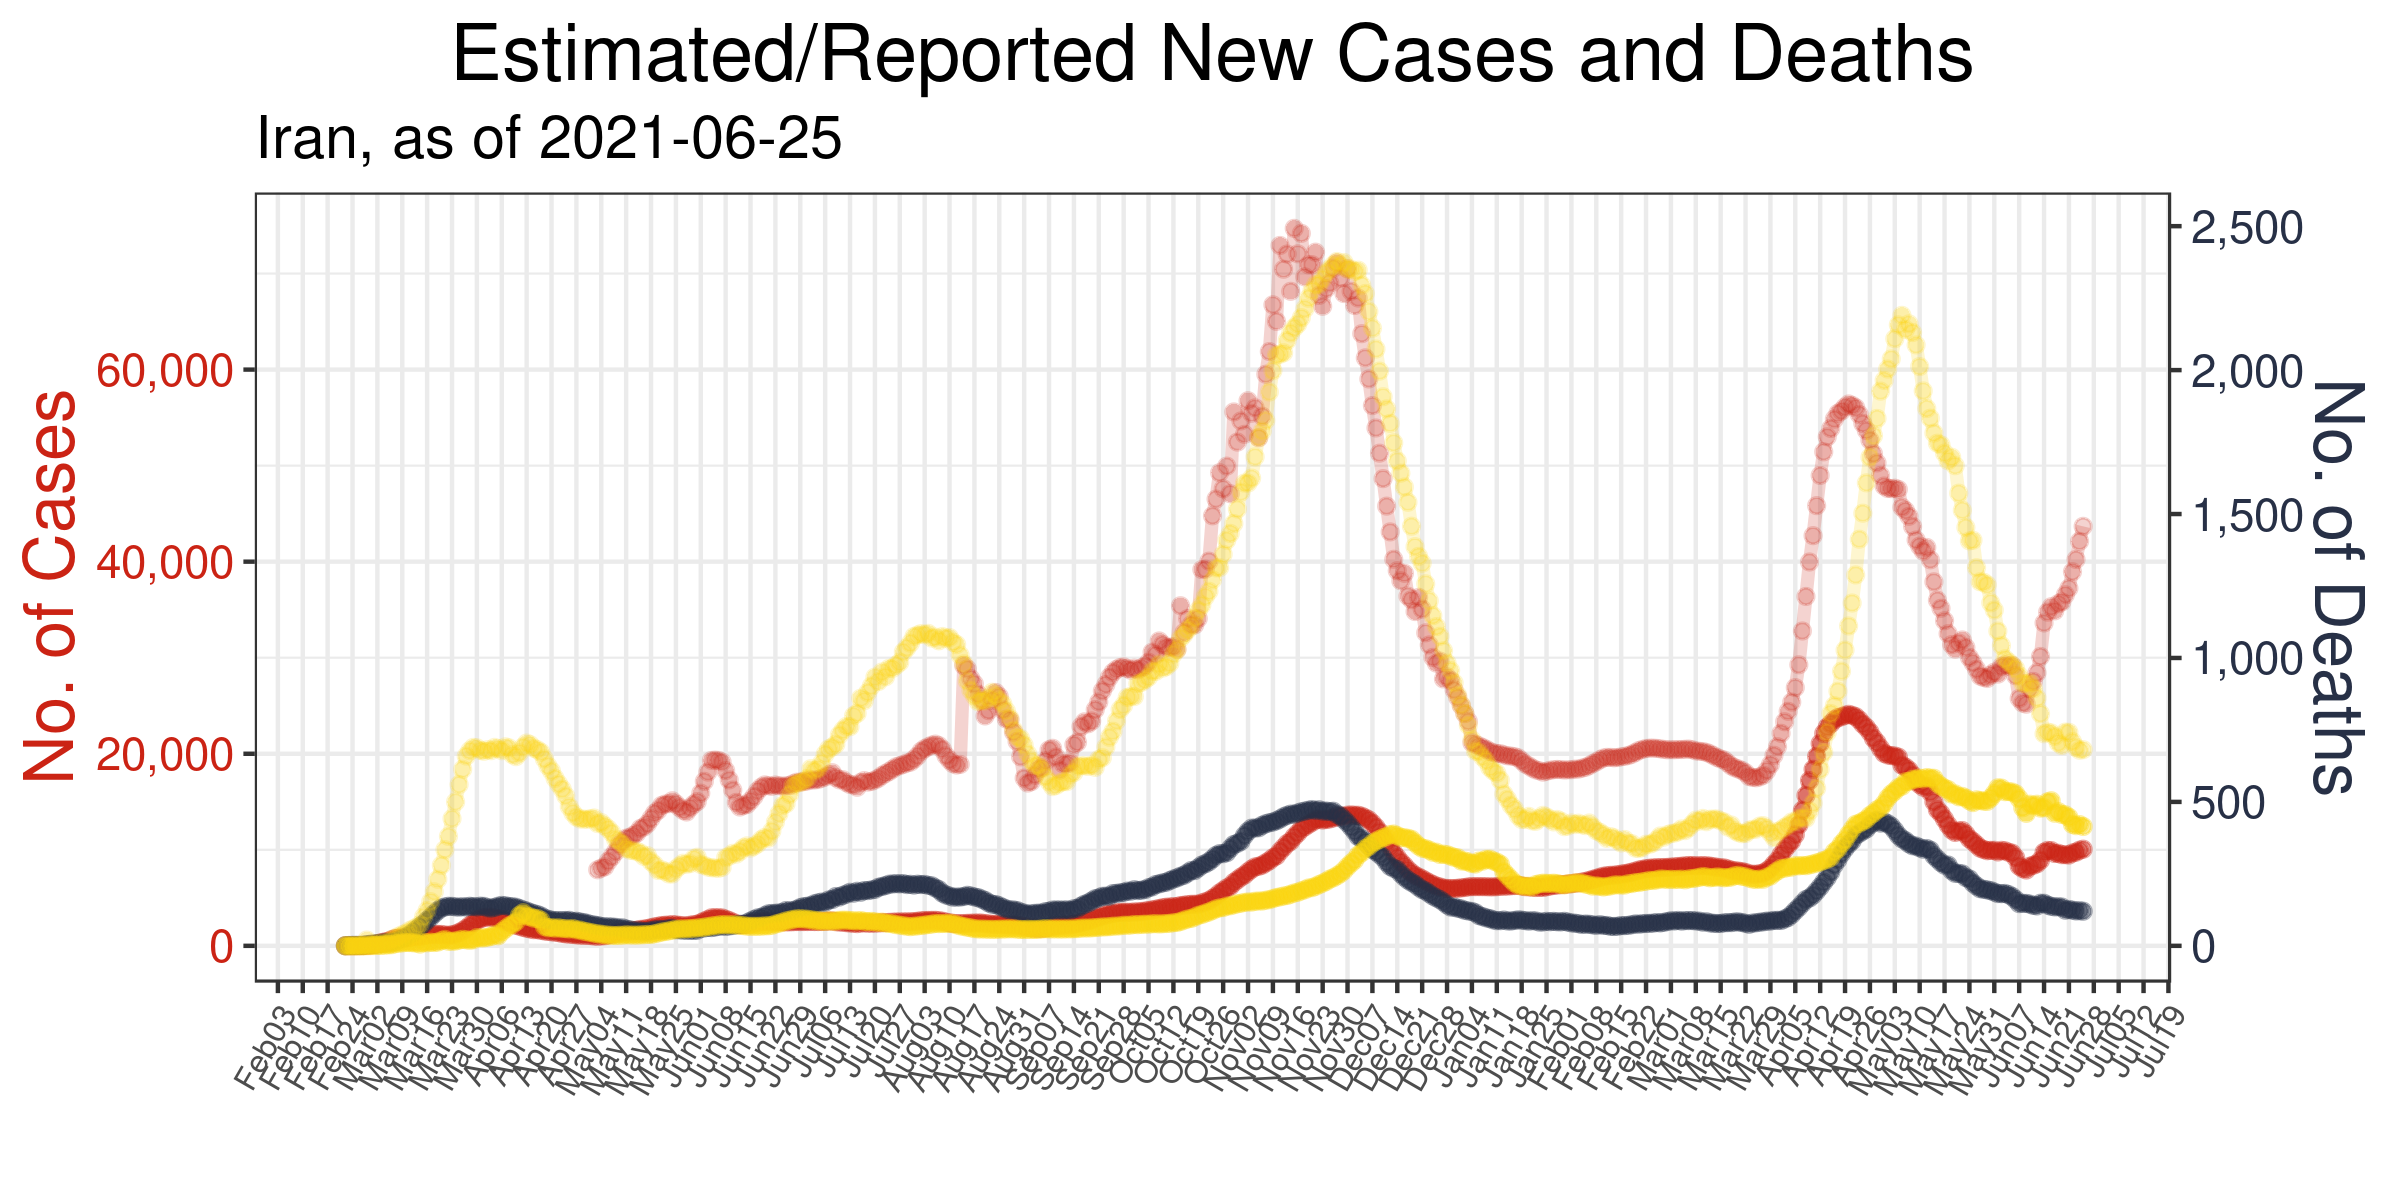 Estimated/Reported New Cases and Deaths
Iran, as of 2021-06-25
No. of Cases
60,000
40,000
20,000
0
2,500
2,000
1,500
1,000
500
0
No. of Deaths
Feb03
Feb10
Feb17
Feb24
Mar02
Mar09
Mar16
Mar23
Mar30
Apr06
Apr13
Apr20
Apr27
May04
May11
May18
May25
Jun01
Jun08
Jun15
Jun22
Jun29
Jul06
Jul13
Jul20
Jul27
Aug03
Aug10
Aug17
Aug24
Aug31
Sep07
Sep14
Sep21
Sep28
Oct05
Oct12
Oct19
Oct26
Nov02
Nov09
Nov16
Nov23
Nov30
Dec07
Dec14
Dec21
Dec28
Jan04
Jan11
Jan18
Jan25
Feb01
Feb08
Feb15
Feb22
Mar01
Mar08
Mar15
Mar22
Mar29
Apr05
Apr12
Apr19
Apr26
May03
May10
May17
May24
May31
Jun07
Jun14
Jun21
Jun28
Jul05
Jul12
Jul19